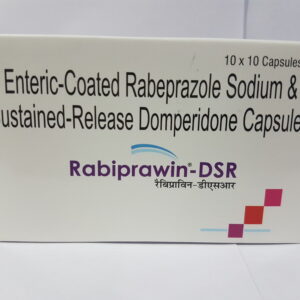 10 x 10 Capsules
Enteric-Coated Rabeprazole Sodium &
ustained-Release Domperidone Capsule
Rabiprawin®-DSR
रैबिप्राविन-डीएसआर